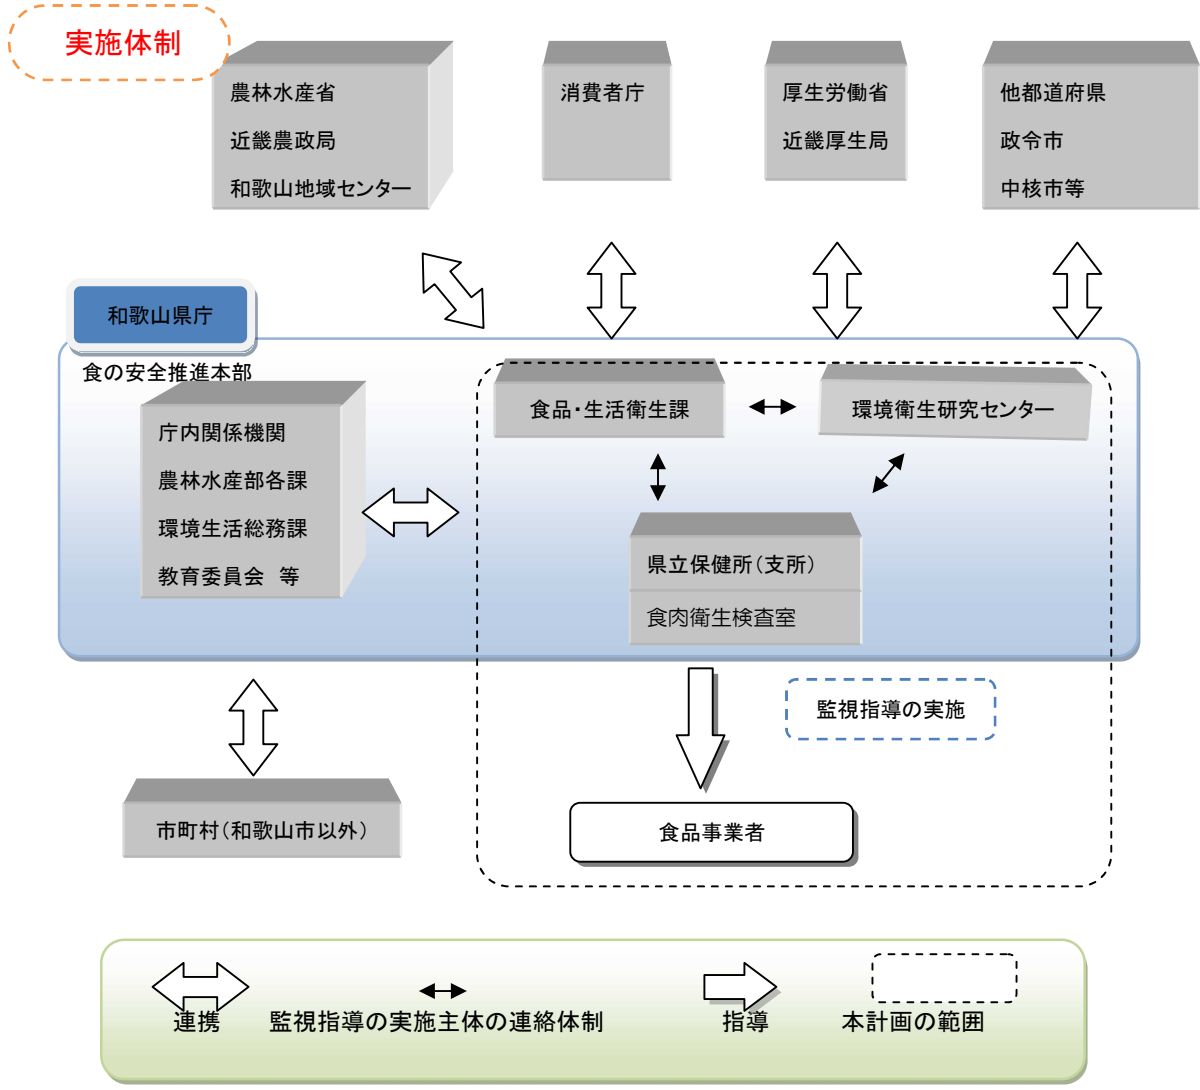 実施体制
農林水産省
近畿農政局
和歌山地域センター
消費者庁
厚生労働省
近畿厚生局
他都道府県
政令市
中核市等
和歌山県庁
食の安全推進本部
庁内関係機関
農林水産部各課
環境生活総務課
教育委員会　等
食品・生活衛生課
環境衛生研究センター
県立保健所（支所）
食肉衛生検査室
監視指導の実施
市町村（和歌山市以外）
食品事業者
連携
監視指導の実施主体の連絡体制
指導
本計画の範囲